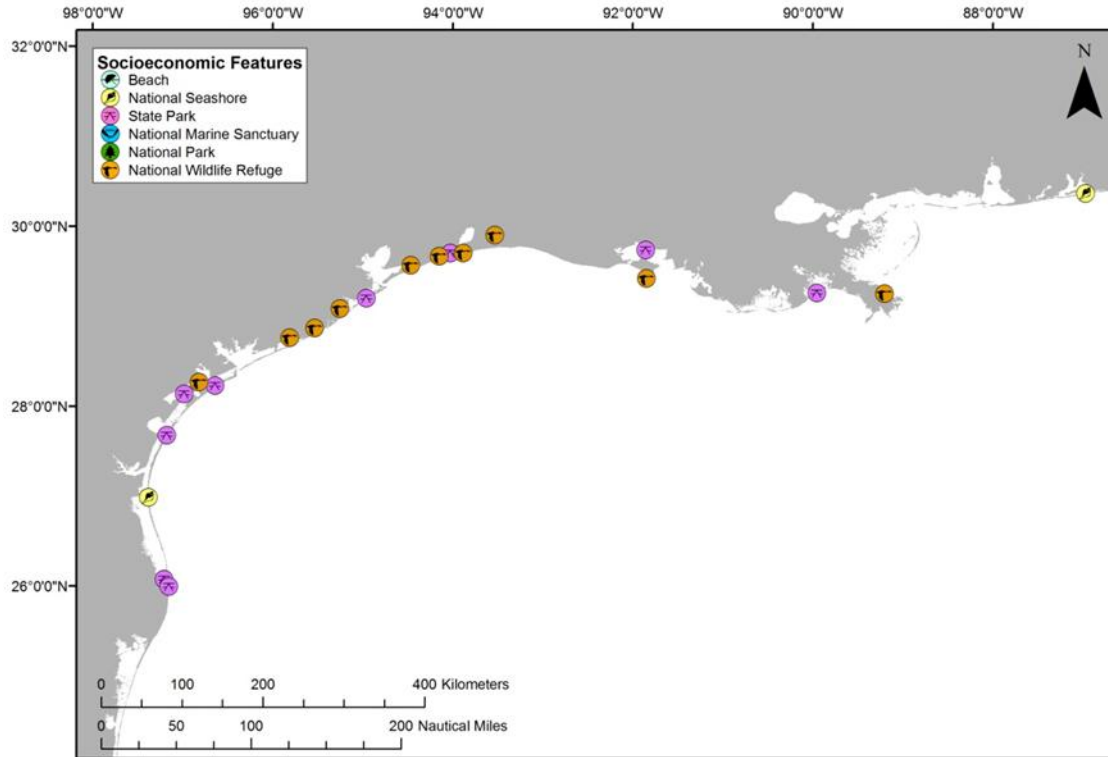 98°0'0"W 96°0'0"W 94°0'0"W 92°0'0"W 90°0'0"W 88°0'0"W
32°0'0"N
N
Socioeconomic Features
Beach
National Seashore
State Park
National Marine Sanctuary
National Park
National Wildlife Refuge
30°0'0"N
28°0'0"N
26°0'0"N
0 100 200 400 Kilometers
0 50 100 200 Nautical Miles